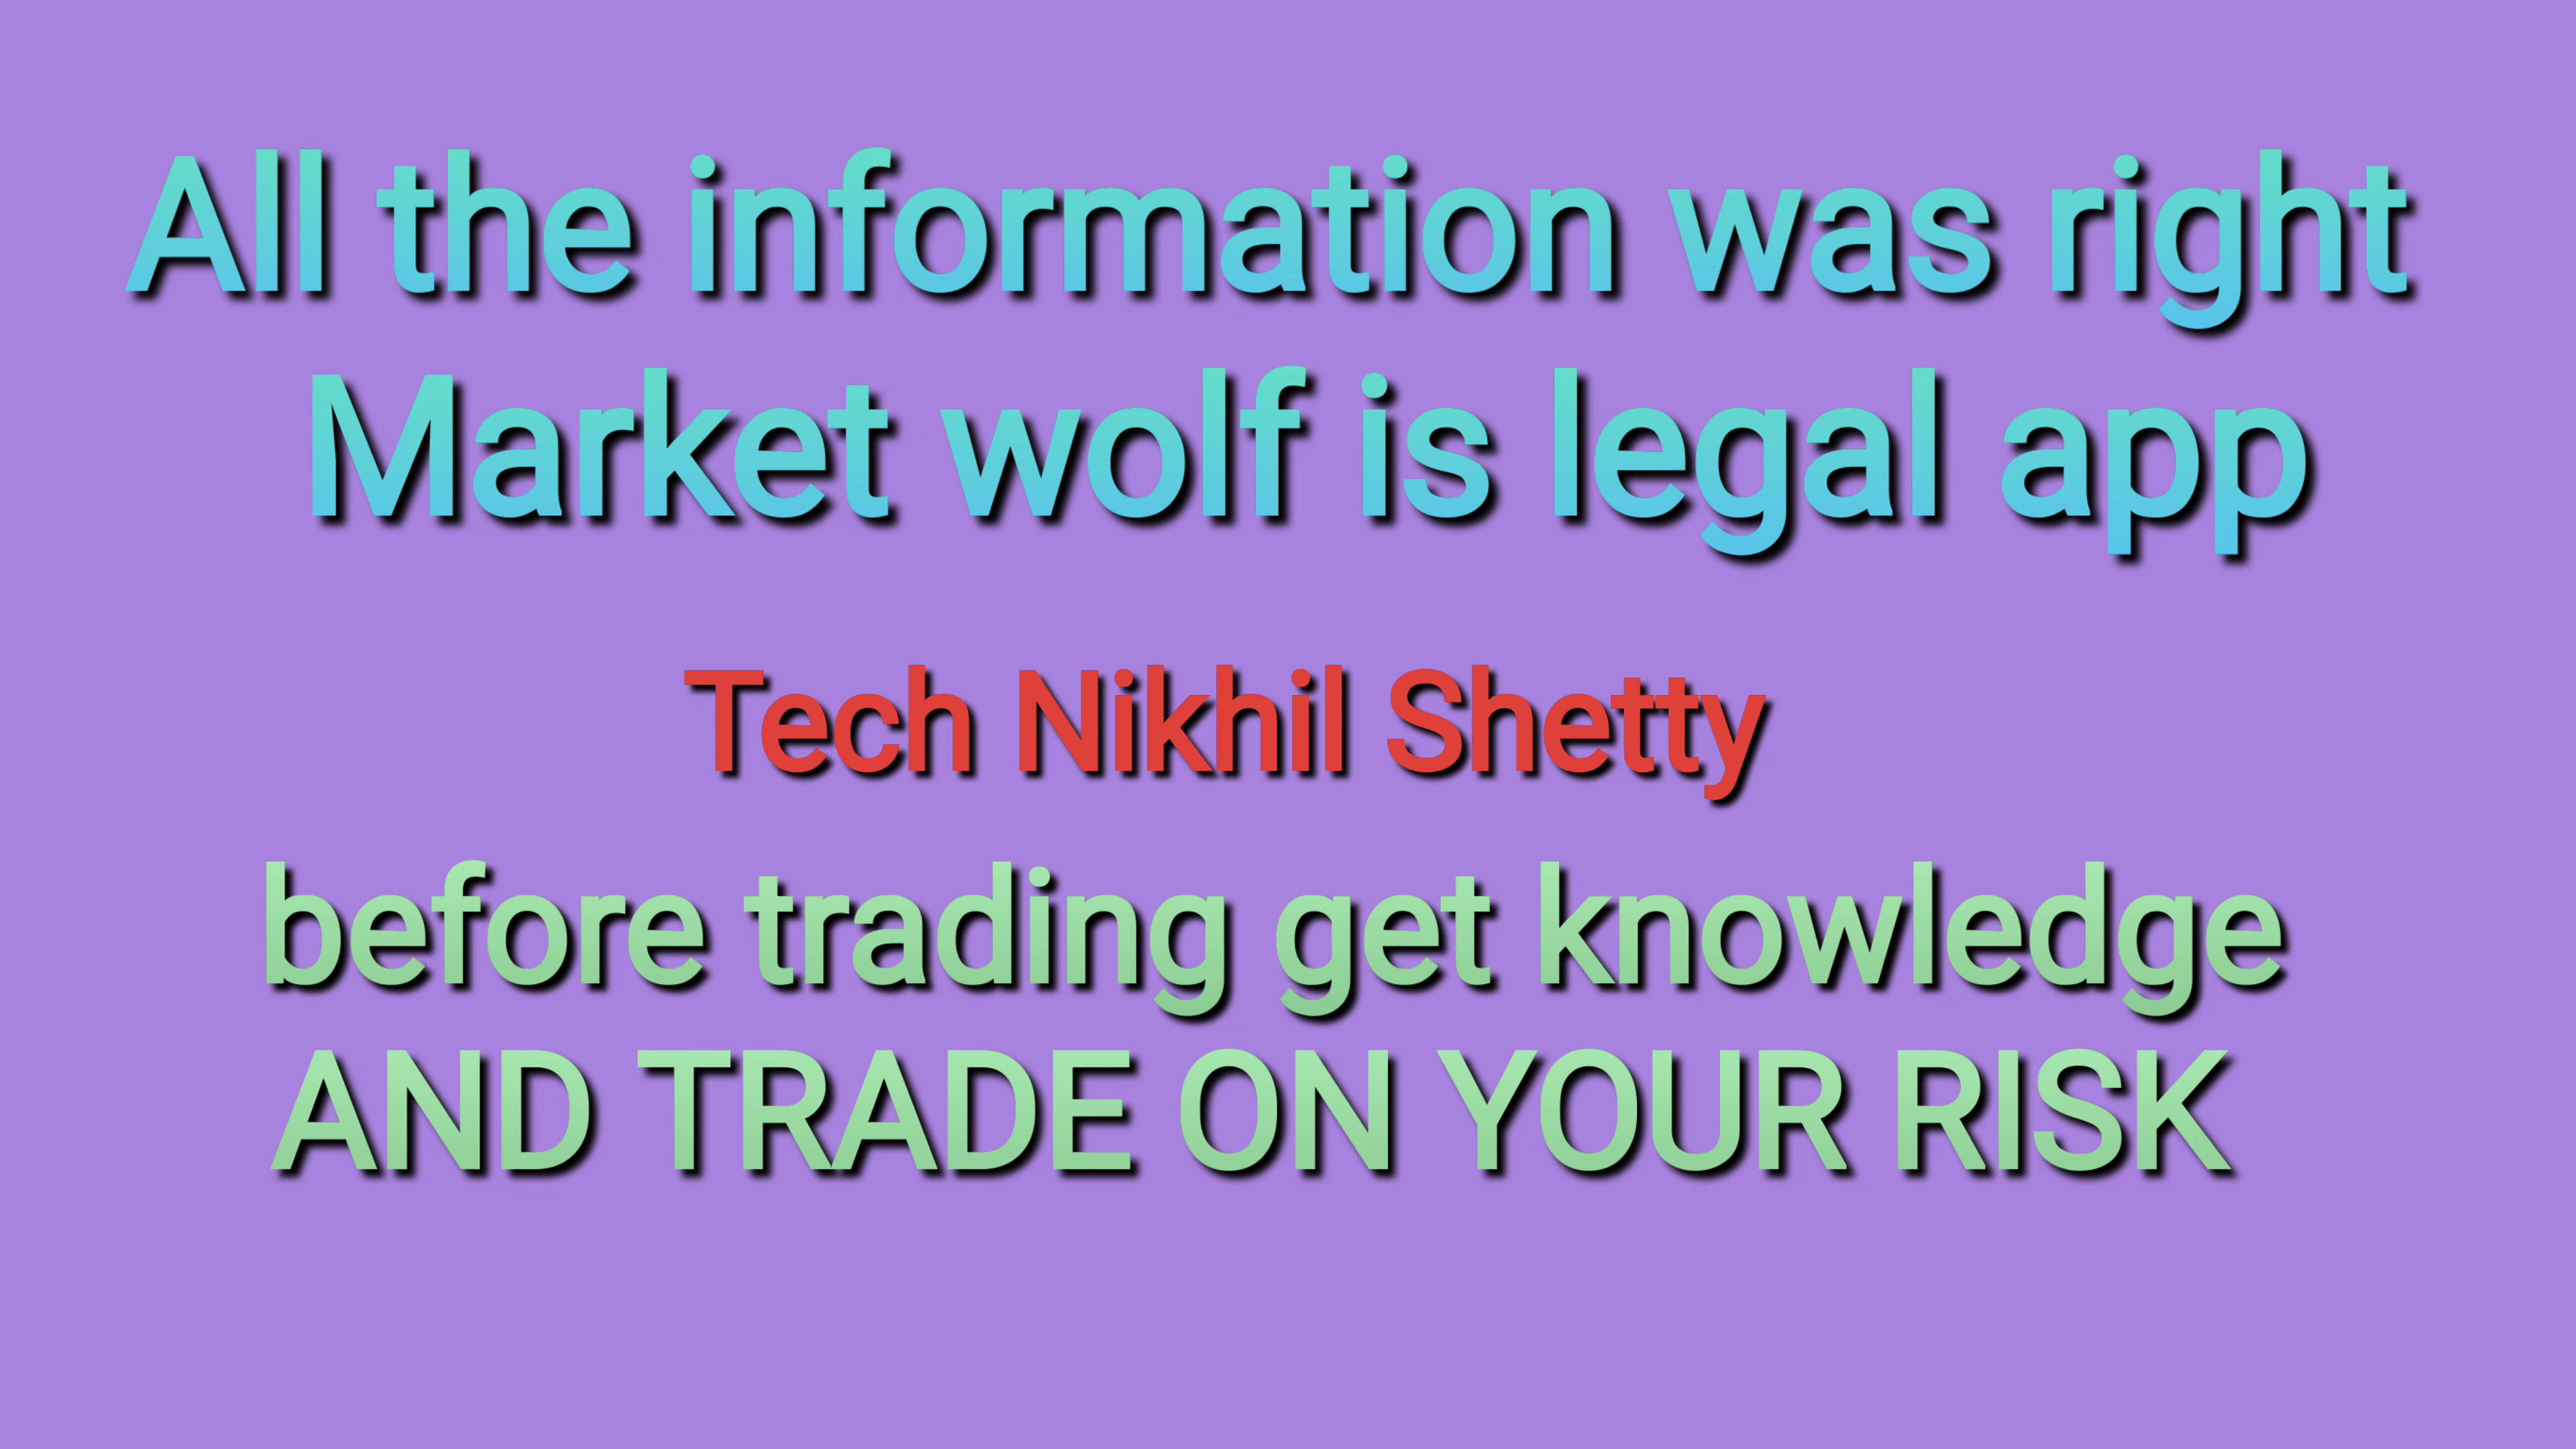 All the information was right
Market wolf is legal app
Tech Nikhil Shetty
before trading get knowledge
AND TRADE ON YOUR RISK